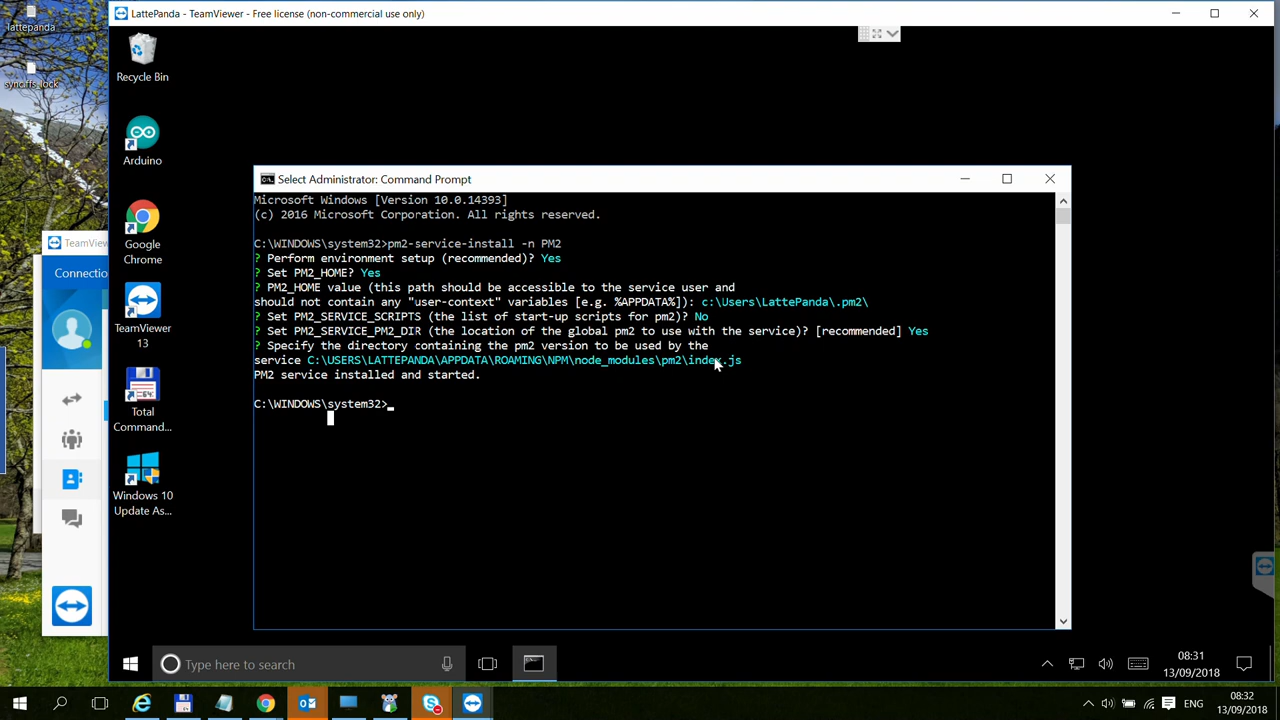 lattepanda
synciffs_lock
LattePanda - TeamViewer - Free license (non-commercial use only)
Recycle Bin
Arduino
Google
Chrome
TeamViewer
13
Total
Command...
Windows 10
Update As...
TeamView
Connection
Select Administrator: Command Prompt
Microsoft Windows [Version 10.0.14393]
(c) 2016 Microsoft Corporation. All rights reserved.
C:\WINDOWS\system32>pm2-service-install -n PM2
? Perform environment setup (recommended)? Yes
? Set PM2_HOME? Yes
? PM2_HOME value (this path should be accessible to the service user and
should not contain any "user-context" variables [e.g. %APPDATA%]): c:\Users\LattePanda\.pm2\
? Set PM2_SERVICE_SCRIPTS (the list of start-up scripts for pm2)? No
? Set PM2_SERVICE_PM2_DIR (the location of the global pm2 to use with the service)? [recommended] Yes
? Specify the directory containing the pm2 version to be used by the
service C:\USERS\LATTEPANDA\APPDATA\ROAMING\NPM\node_modules\pm2\index.js
PM2 service installed and started.
C:\WINDOWS\system32>_
Type here to search
08:31
13/09/2018
ENG
08:32
13/09/2018